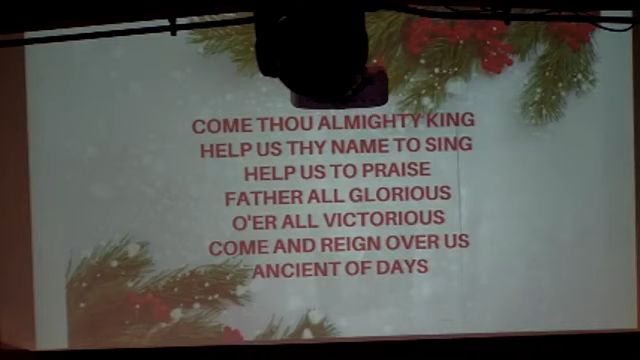 COME THOU ALMIGHTY KING
HELP US THY NAME TO SING
HELP US TO PRAISE
FATHER ALL GLORIOUS
O'ER ALL VICTORIOUS
COME AND REIGN OVER US
ANCIENT OF DAYS